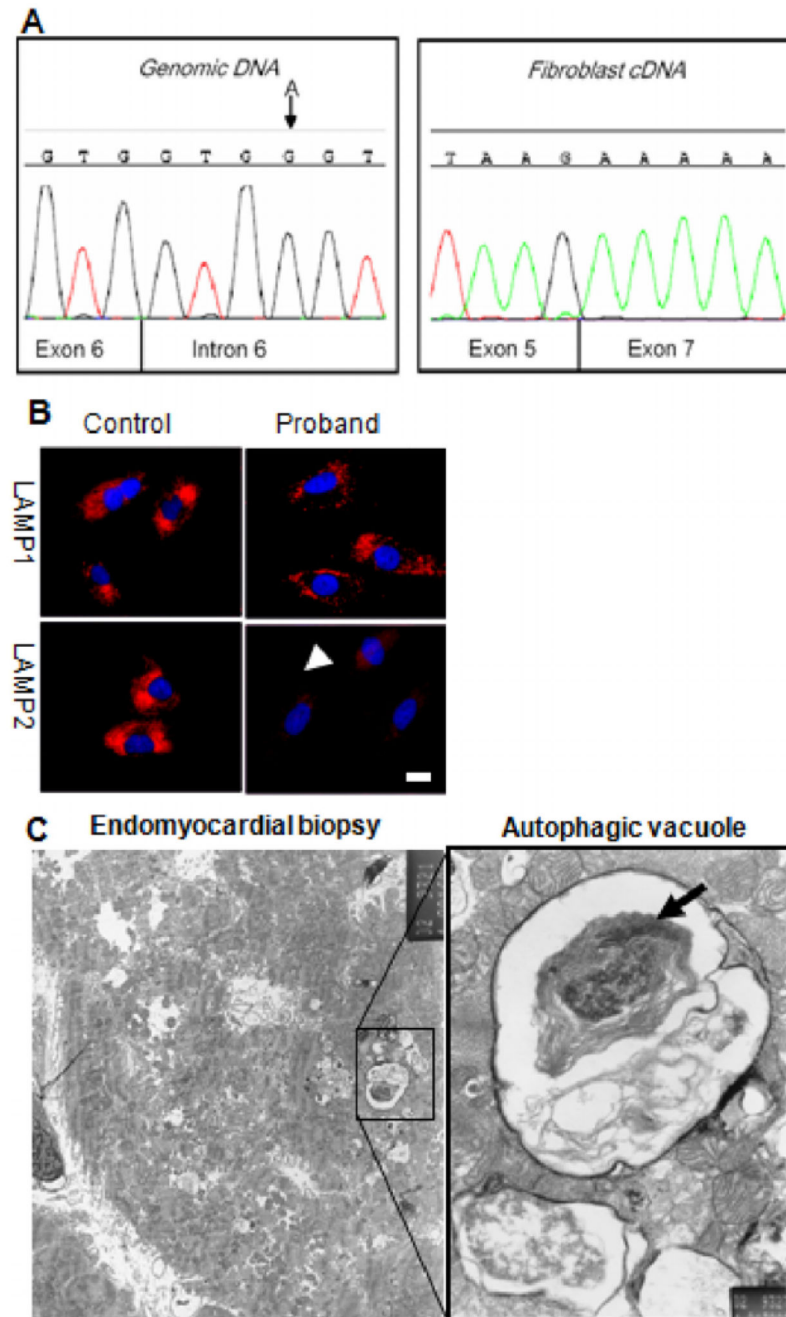 A
Genomic DNA
A
G T G G T G G G T
Exon 6
Intron 6
Fibroblast cDNA
T A A G A A A A A
Exon 5
Exon 7
B
Control
Proband
LAMP1
LAMP2
C
Endomyocardial biopsy
Autophagic vacuole